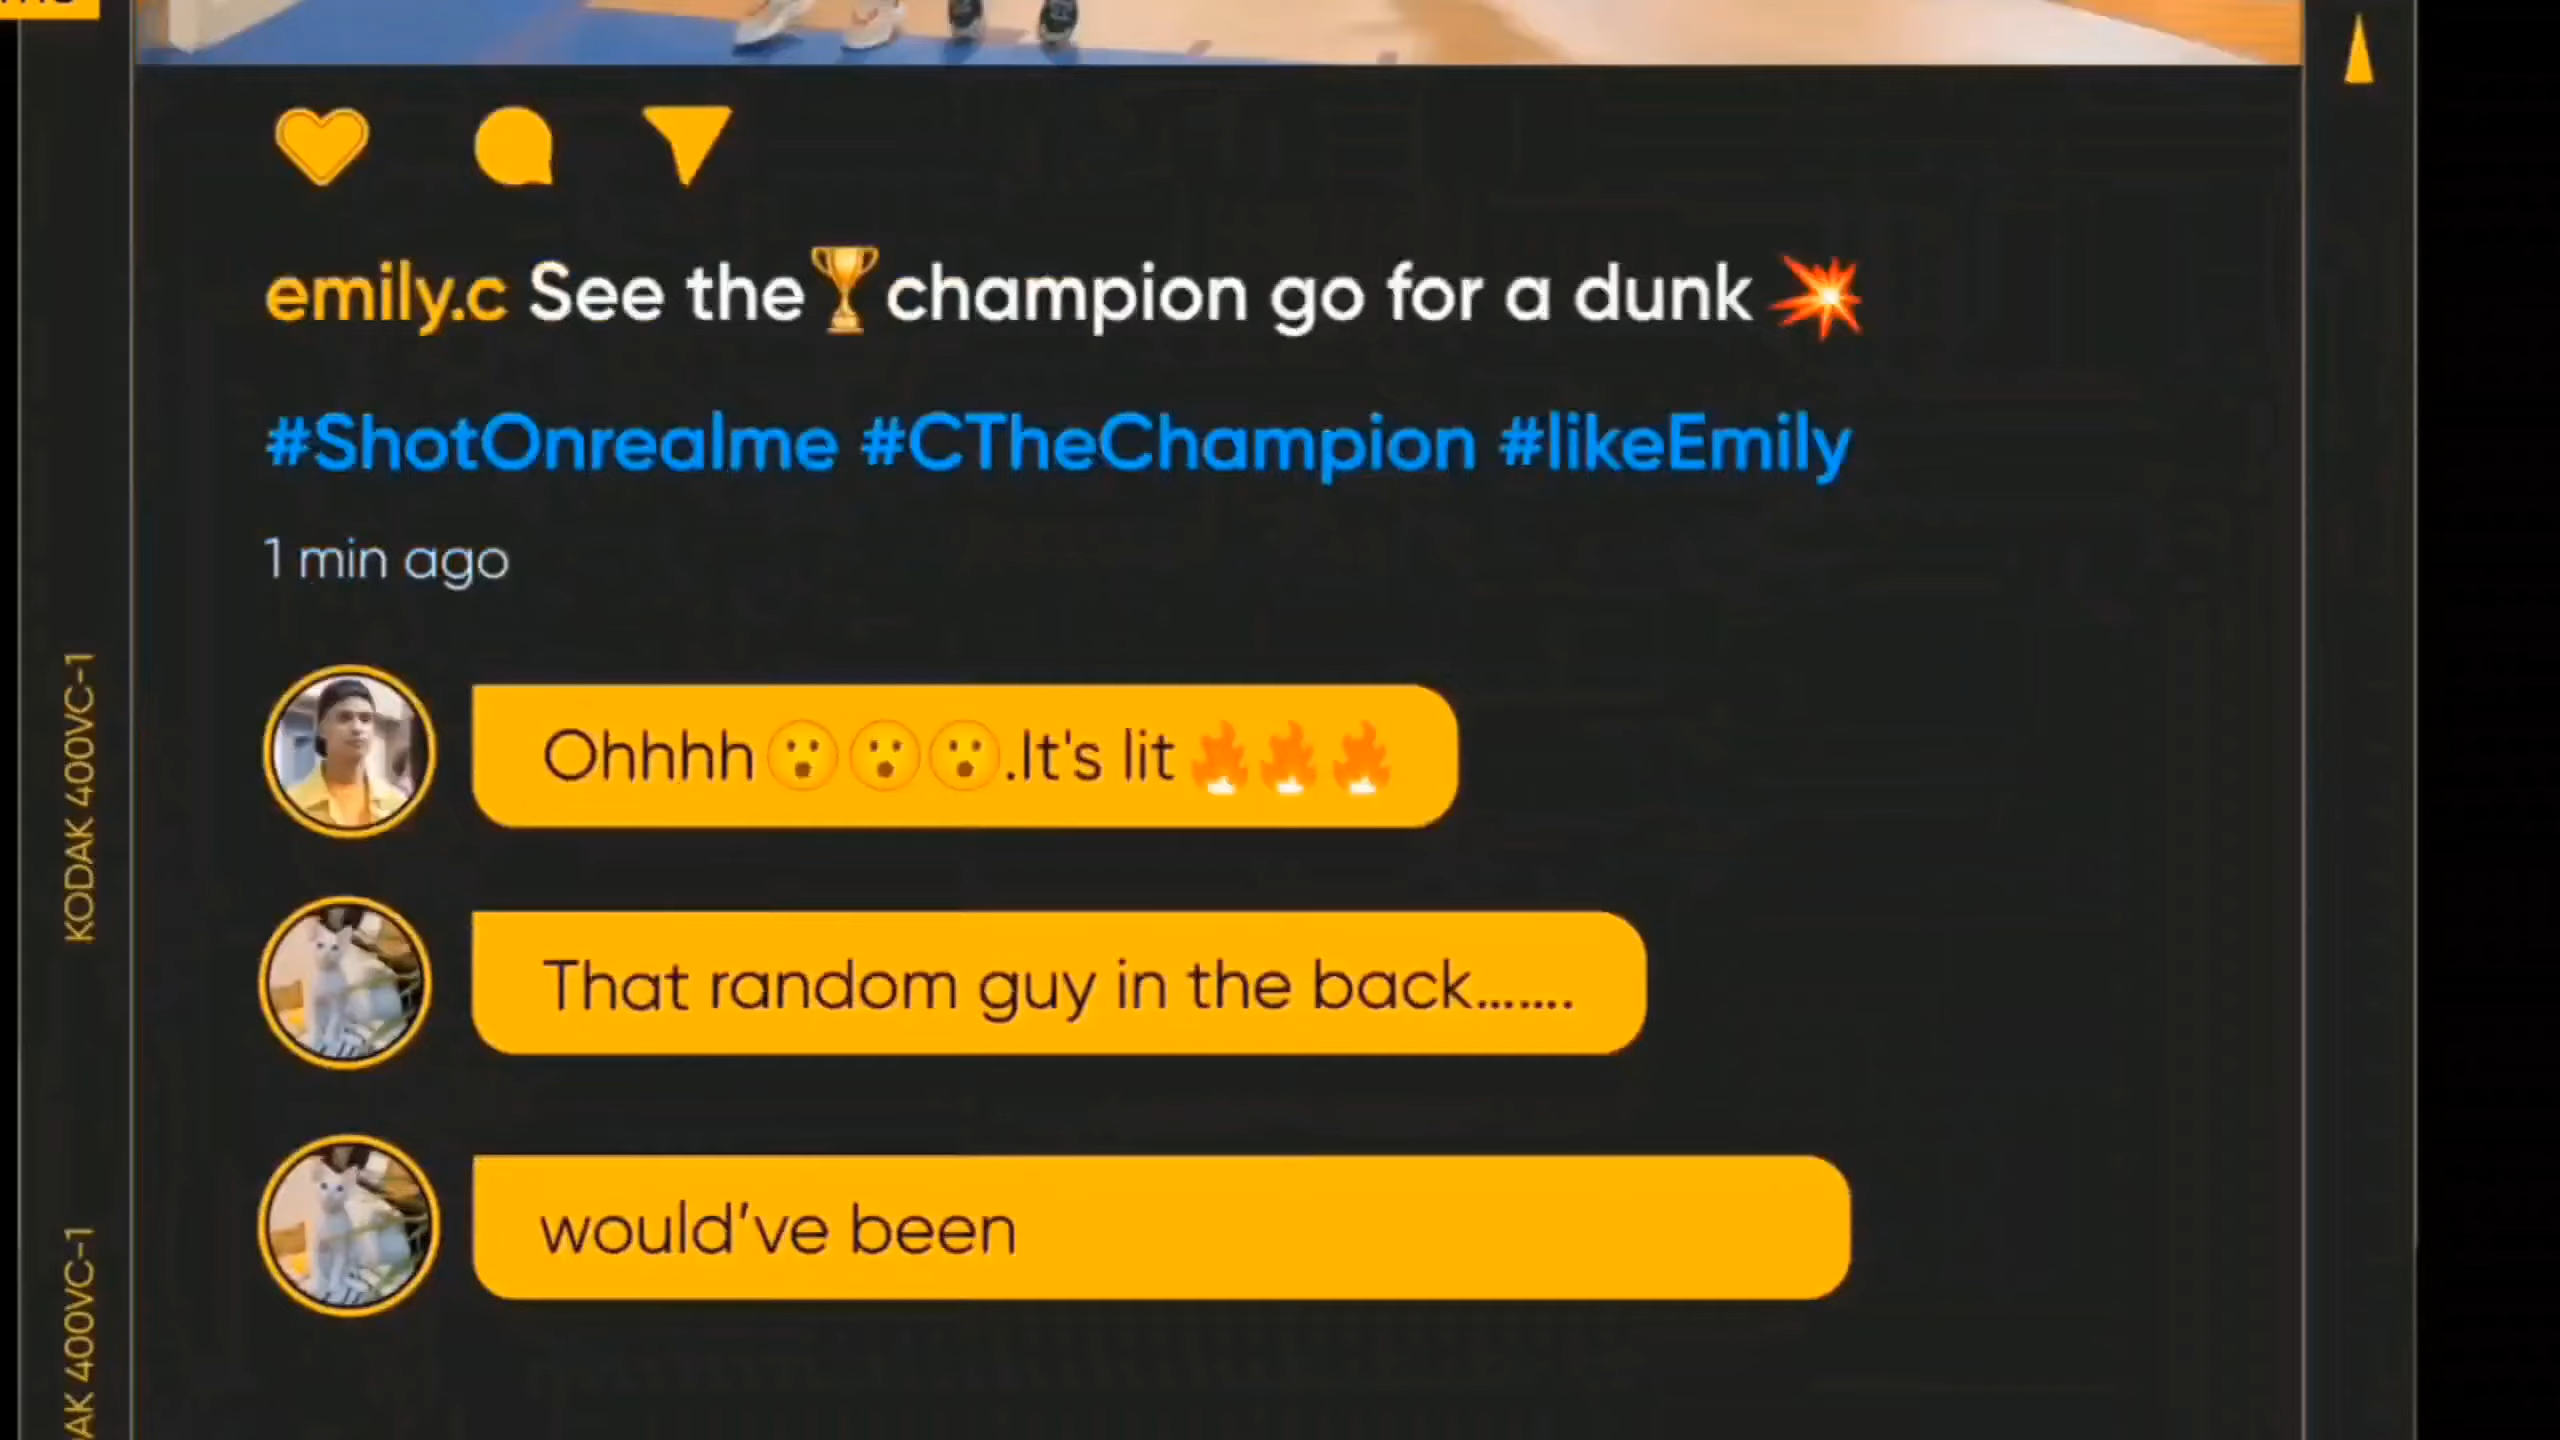 emily.c See the🏆champion go for a dunk 💥
#ShotOnrealme #CTheChampion #likeEmily
1 min ago
Ohhhh😮😮😮.It's lit🔥🔥🔥
That random guy in the back.......
would've been
KODAK 400VC-1
400VC-1